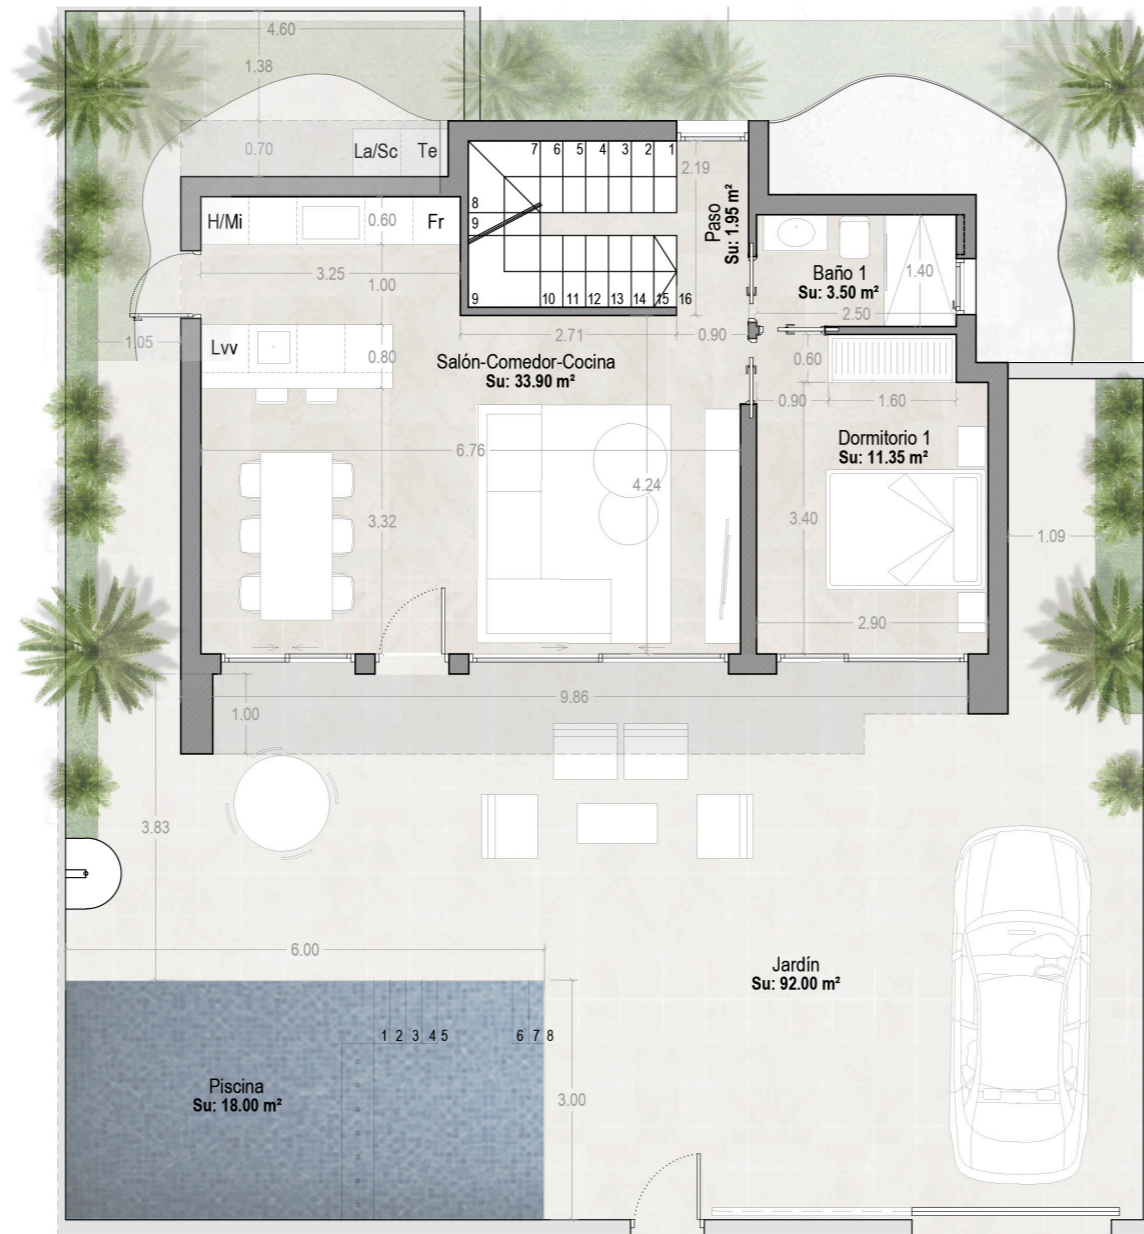 4.60
1.38
0.70
La/Sc Te
7 6 5 4 3 2 1
2.19
H/Mi
0.60
Fr
8
9
Paso
Su: 1.95 m²
3.25
1.00
Baño 1
Su: 3.50 m²
1.40
9
10 11 12 13 14 15 16
2.50
1.05
2.71
0.90
Lvv
0.80
Salón-Comedor-Cocina
Su: 33.90 m²
0.60
0.90
1.60
6.76
Dormitorio 1
Su: 11.35 m²
4.24
3.32
3.40
1.09
2.90
9.86
1.00
3.83
6.00
Jardín
Su: 92.00 m²
1 2 3 4 5
6 7 8
Piscina
Su: 18.00 m²
3.00